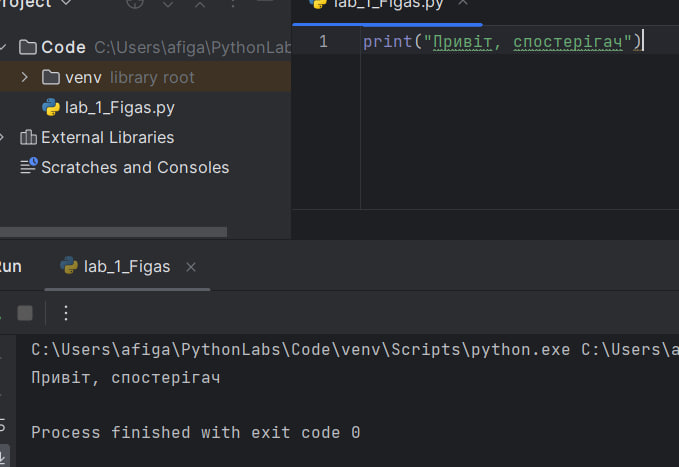 Project
lab_1_Figas.py
Code C:\Users\afiga\PythonLab
venv library root
lab_1_Figas.py
External Libraries
Scratches and Consoles
1 print("Привіт, спостерігач")
Run
lab_1_Figas
C:\Users\afiga\PythonLabs\Code\venv\Scripts\python.exe C:\Users\a
Привіт, спостерігач
Process finished with exit code 0